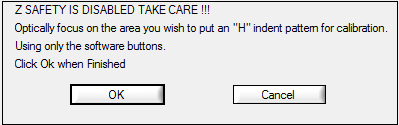 Z SAFETY IS DISABLED TAKE CARE !!!
Optically focus on the area you wish to put an "H" indent pattern for calibration.
Using only the software buttons.
Click Ok when Finished
OK
Cancel